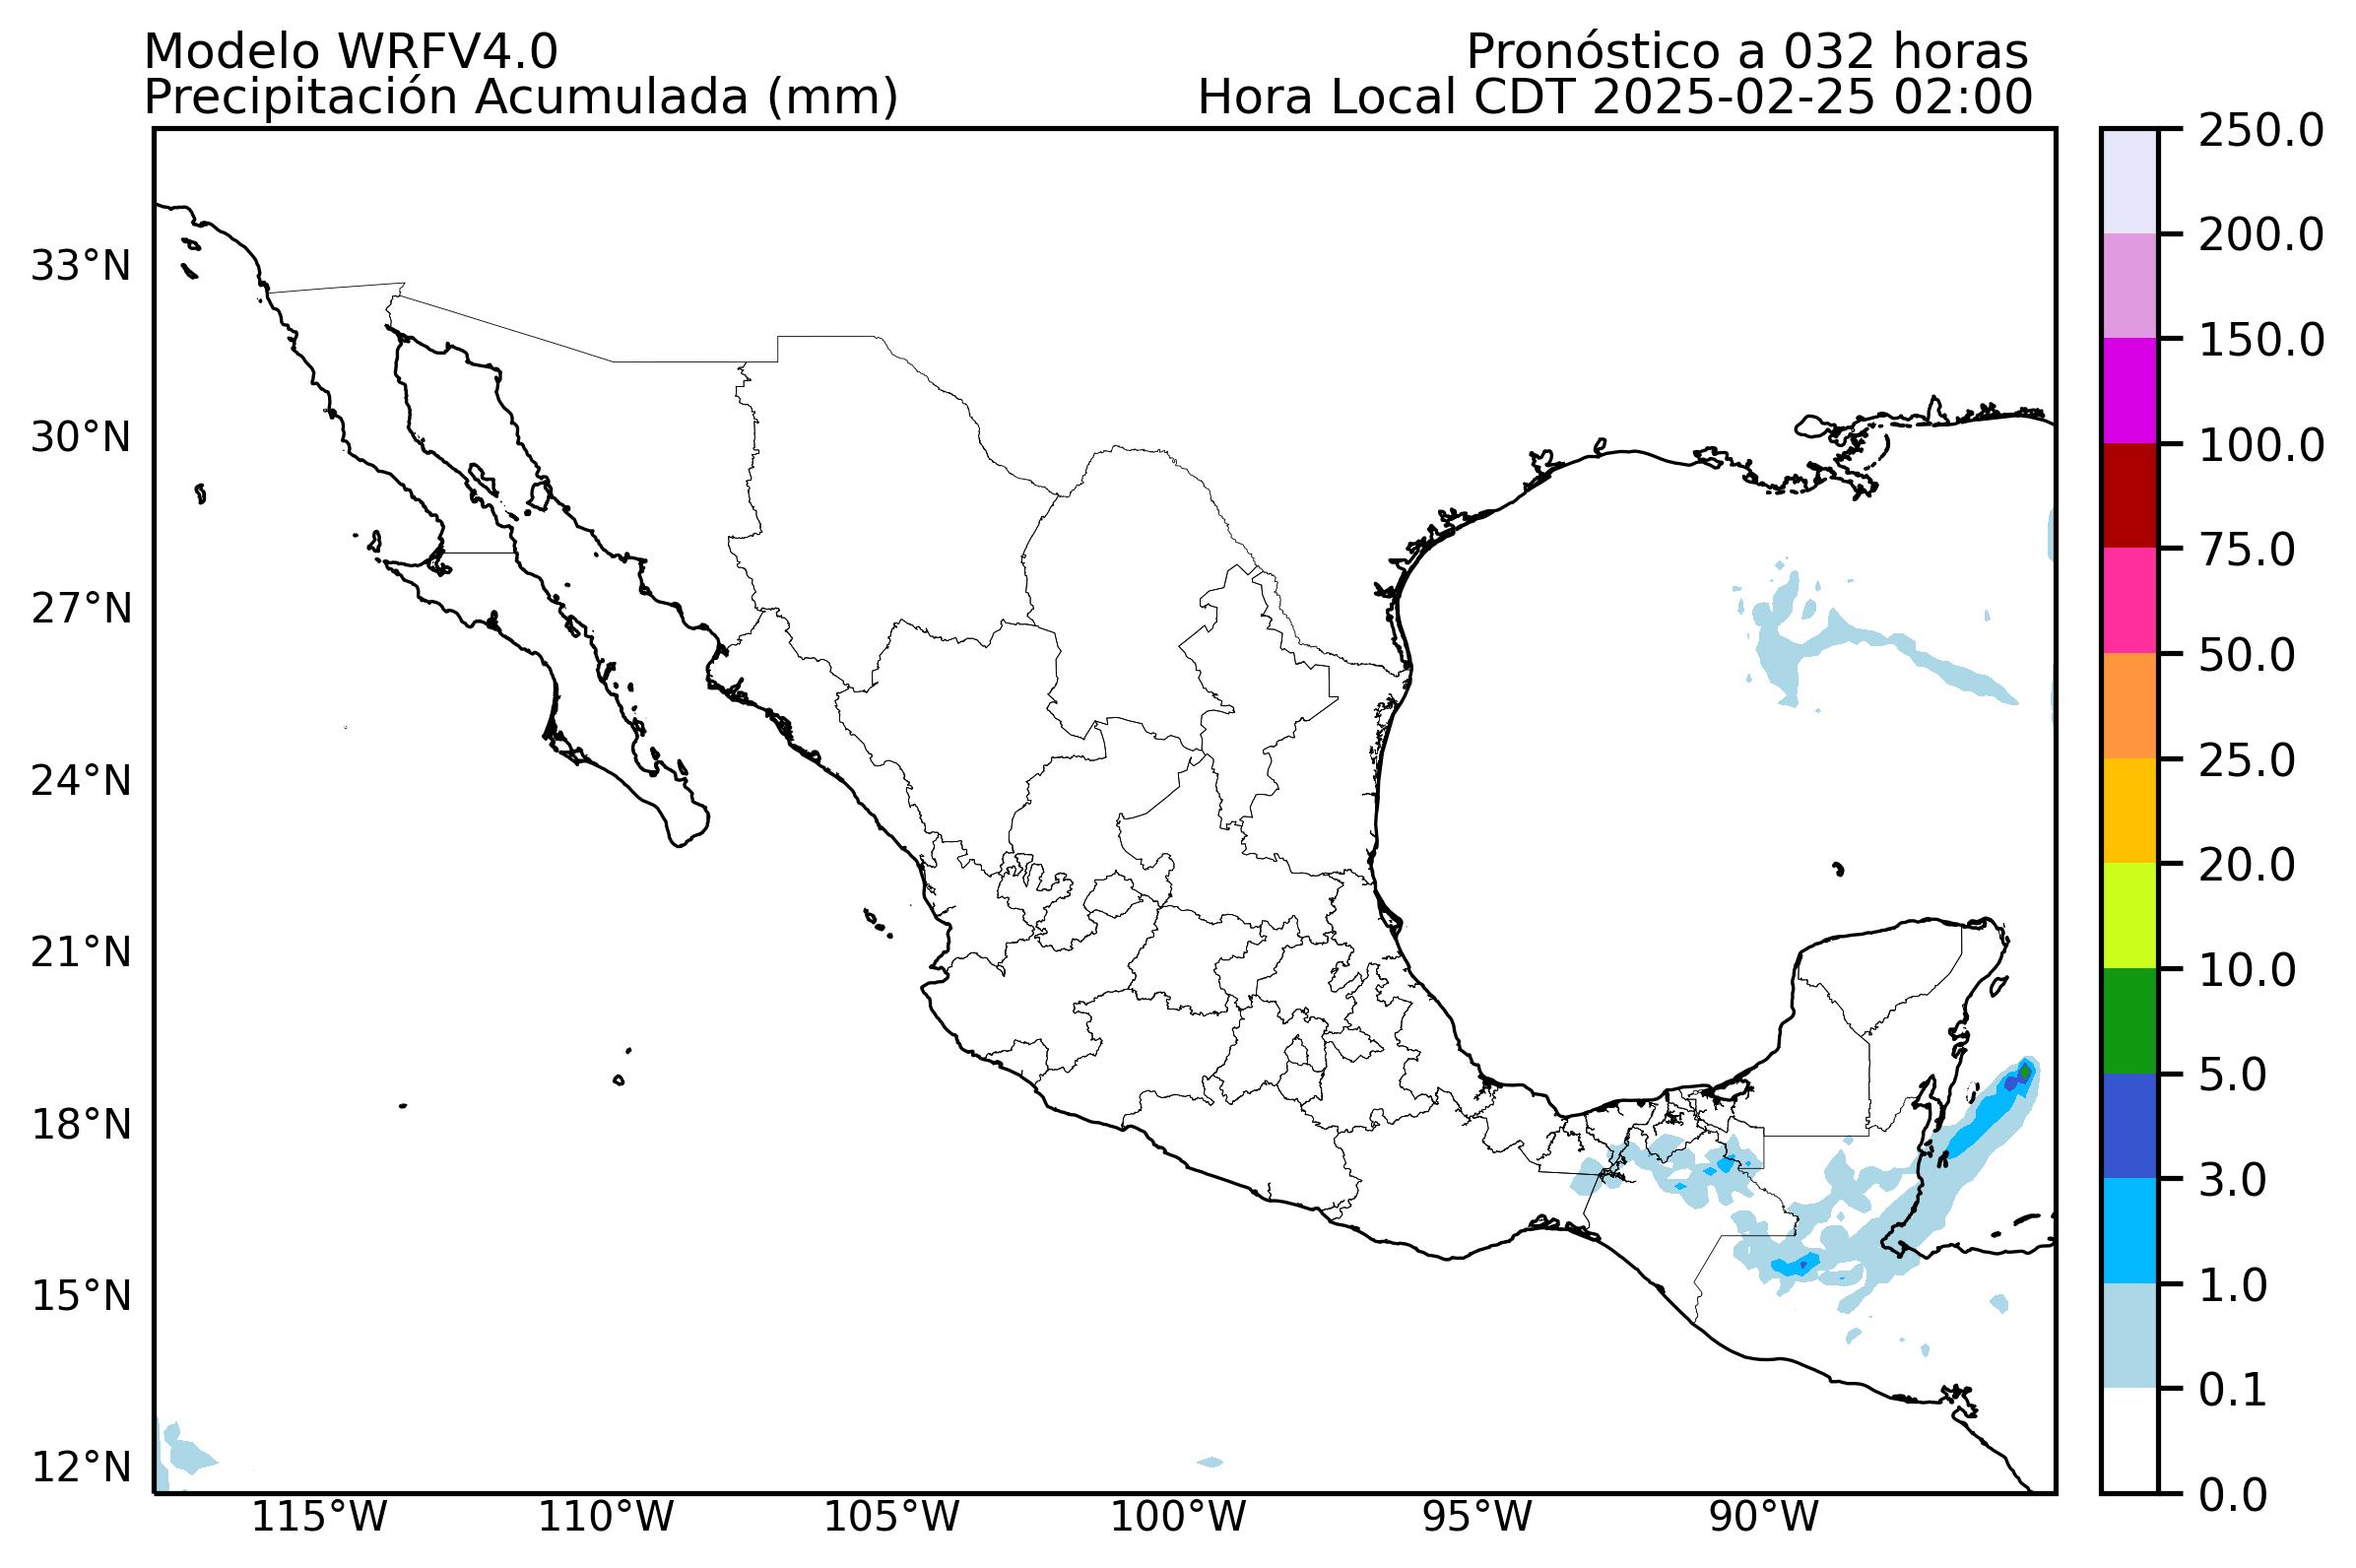 Modelo WRFV4.0
Precipitación Acumulada (mm)
Pronóstico a 032 horas
Hora Local CDT 2025-02-25 02:00
33°N
30°N
27°N
24°N
21°N
18°N
15°N
12°N
115°W
110°W
105°W
100°W
95°W
90°W
250.0
200.0
150.0
100.0
75.0
50.0
25.0
20.0
10.0
5.0
3.0
1.0
0.1
0.0